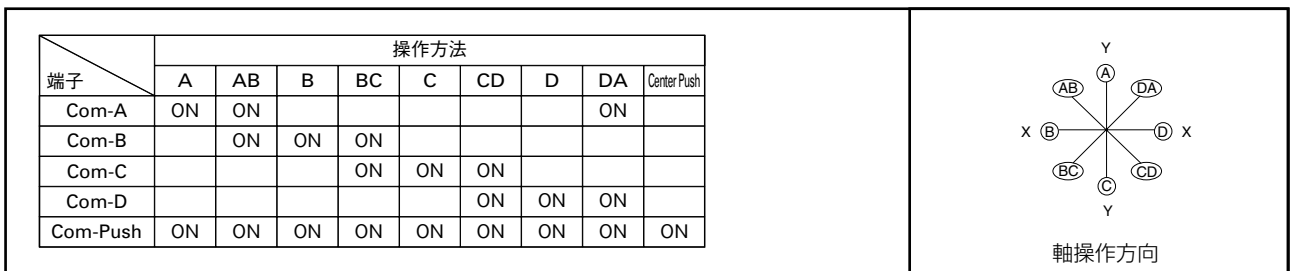 操作方法
端子 A AB B BC C CD D DA Center Push
Com-A ON ON ON
Com-B ON ON ON
Com-C ON ON ON
Com-D ON ON ON
Com-Push ON ON ON ON ON ON ON ON ON
Y
A
AB DA
X B D X
BC CD
C
Y
軸操作方向